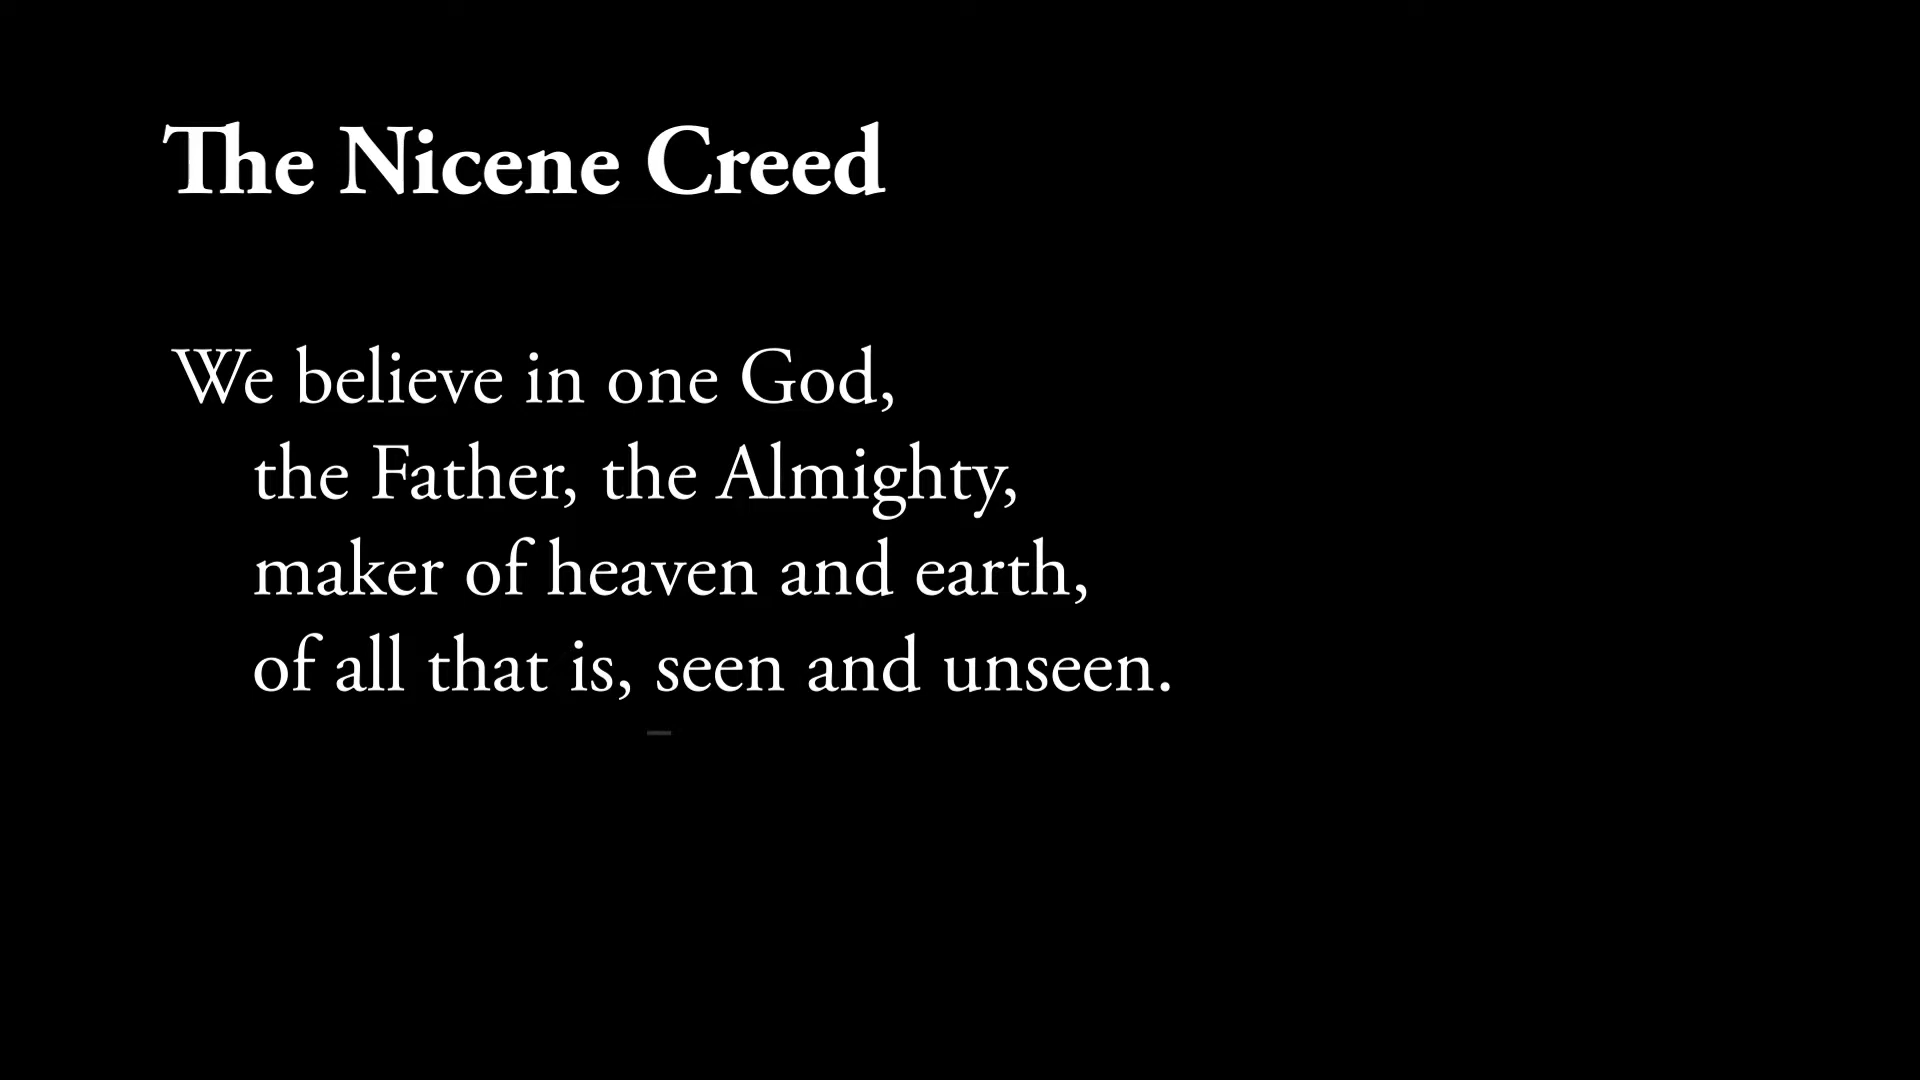 The Nicene Creed
We believe in one God,
the Father, the Almighty,
maker of heaven and earth,
of all that is, seen and unseen.